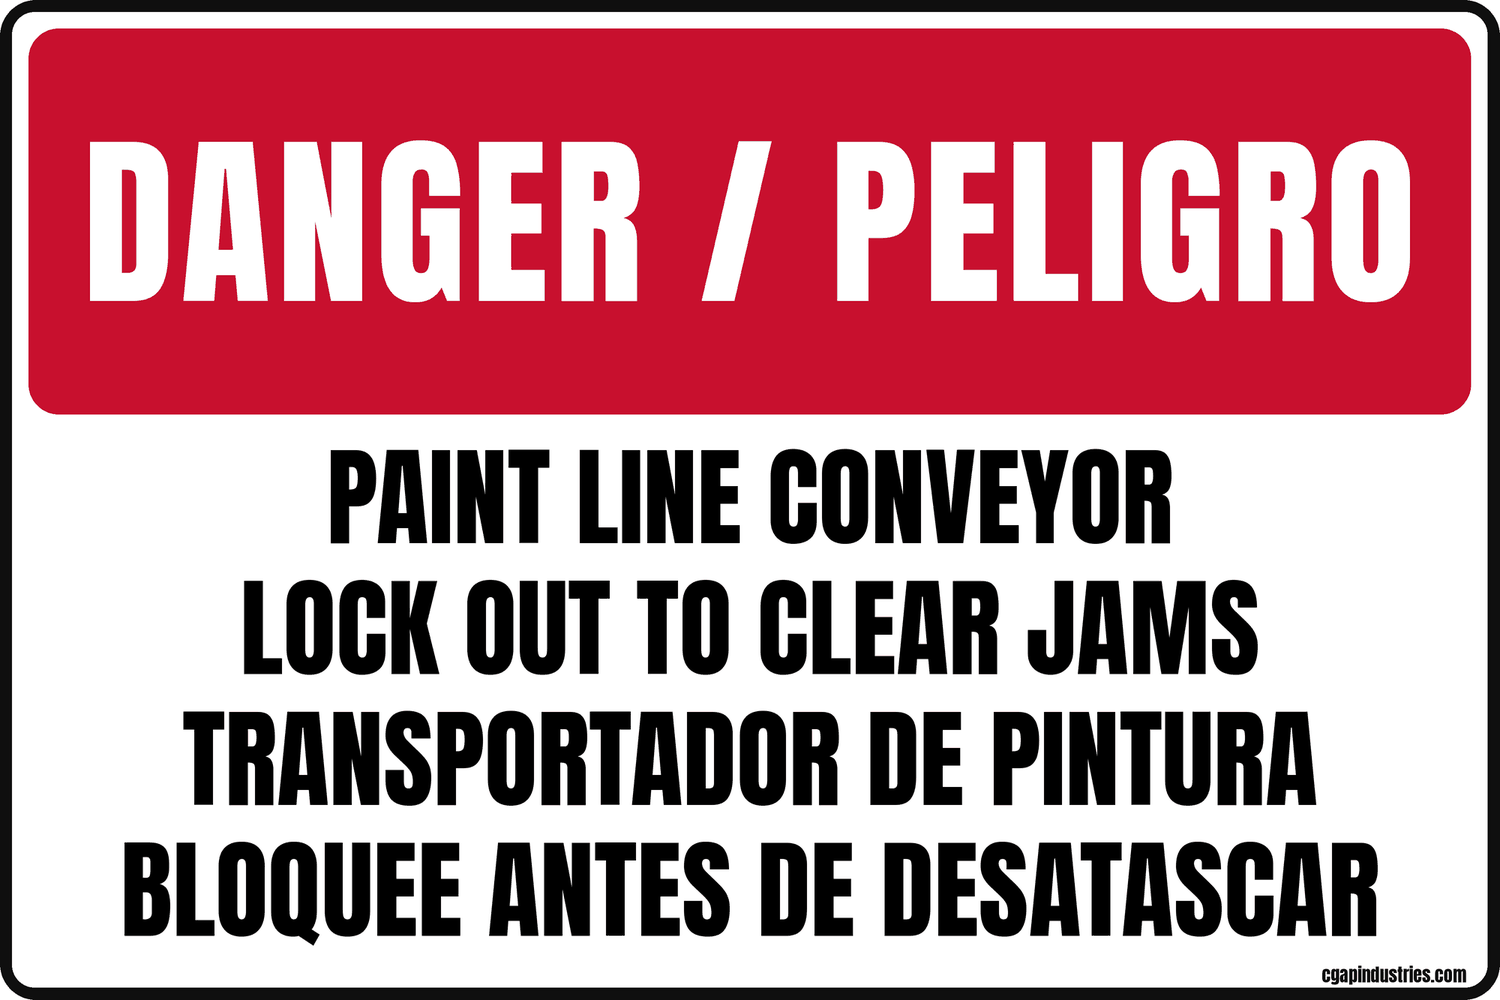 DANGER / PELIGRO
PAINT LINE CONVEYOR
LOCK OUT TO CLEAR JAMS
TRANSPORTADOR DE PINTURA
BLOQUEE ANTES DE DESATASCAR
cgapindustries.com